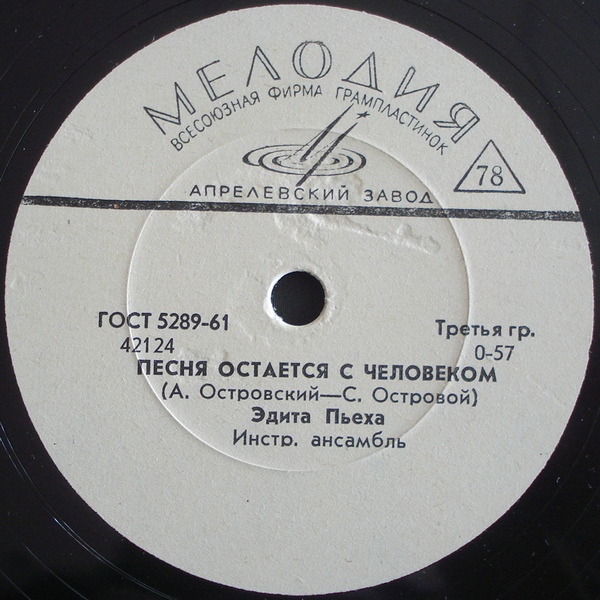 МЕЛОДИЯ
ВСЕСОЮЗНАЯ ФИРМА ГРАМПЛАСТИНОК
78
АПРЕЛЕВСКИЙ ЗАВОД
ГОСТ 5289-61
Третья гр.
42124
0-57
ПЕСНЯ ОСТАЕТСЯ С ЧЕЛОВЕКОМ
(А. Островский—С. Островой)
Эдита Пьеха
Инстр. ансамбль